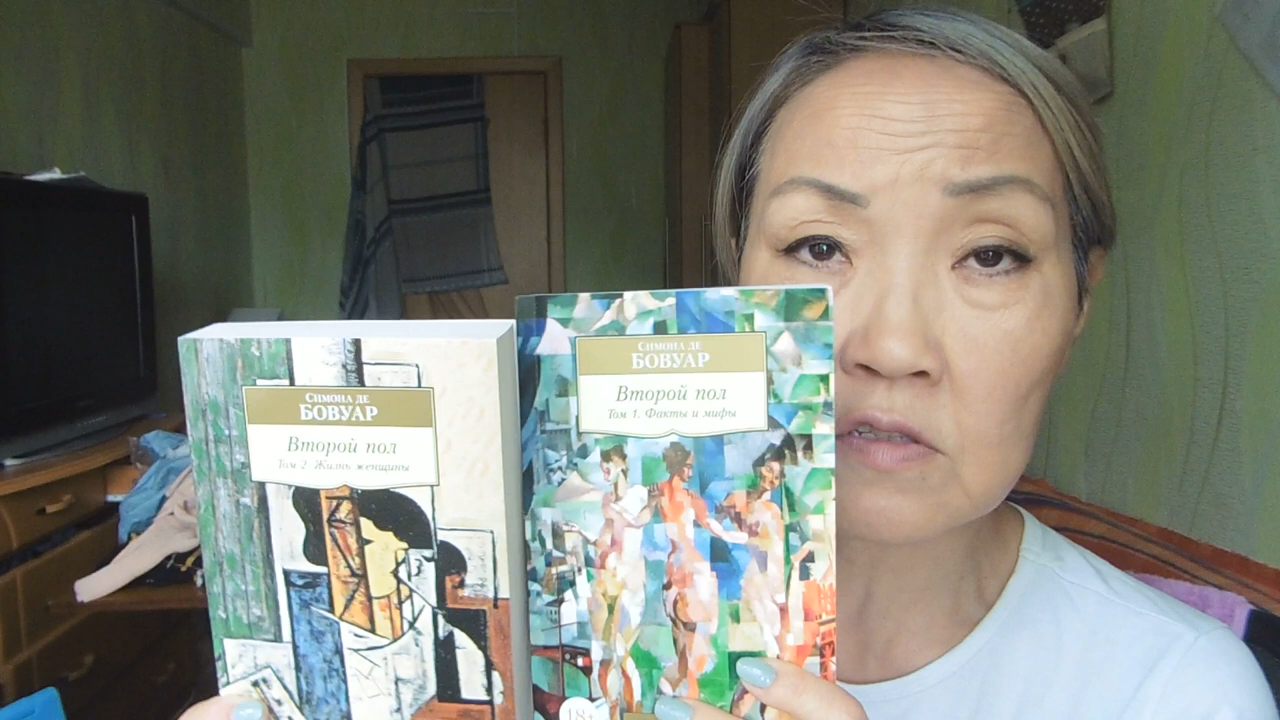 Симона де
БОВУАР
Второй пол
Том 2. Жизнь женщины
Симона де
БОВУАР
Второй пол
Том 1. Факты и мифы
18+